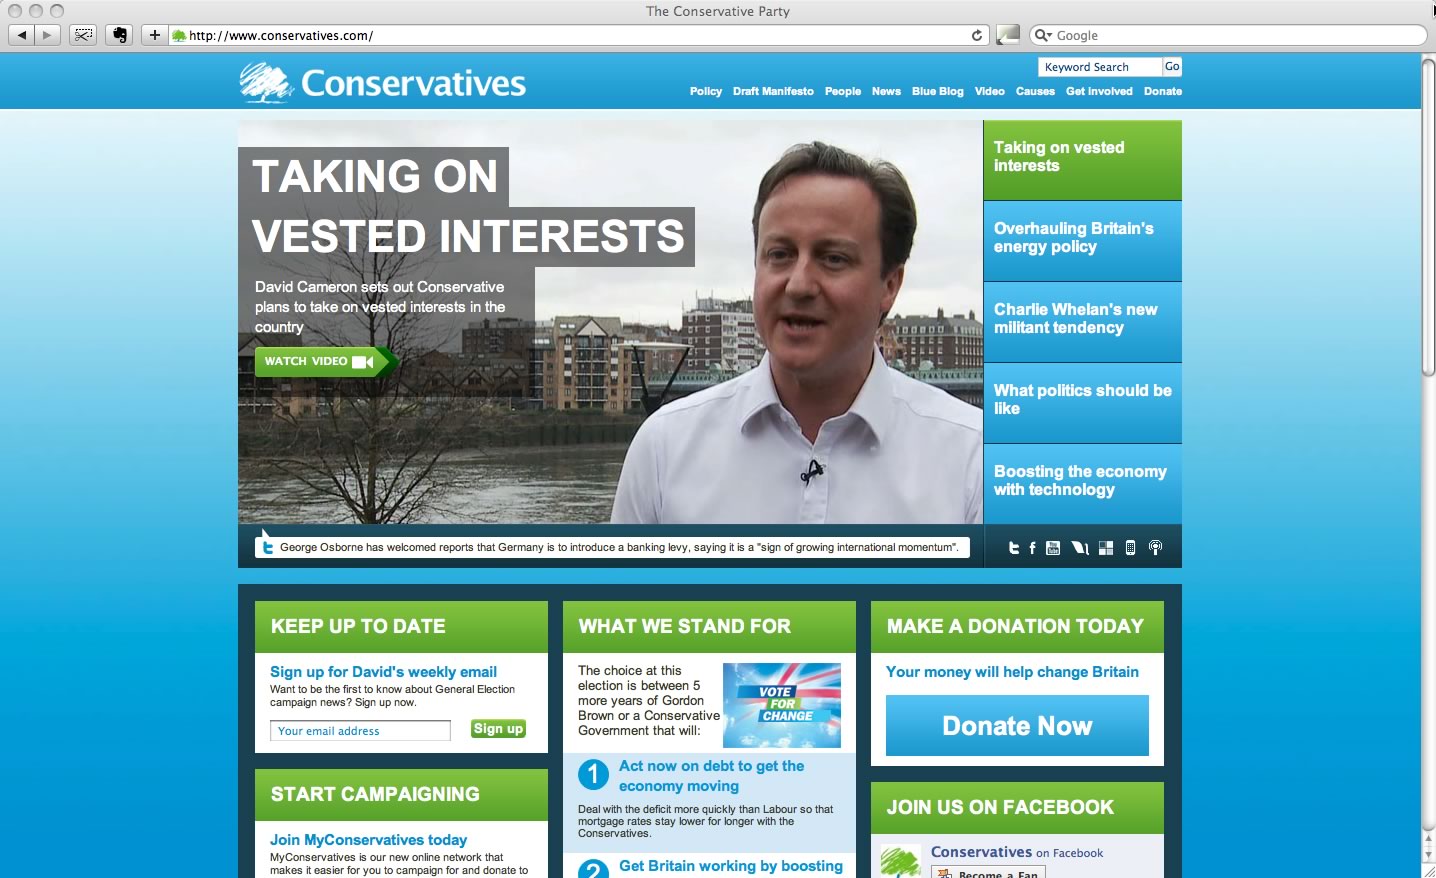 The Conservative Party
http://www.conservatives.com/
Google
Conservatives
Keyword Search
Go
Policy Draft Manifesto People News Blue Blog Video Causes Get involved Donate
TAKING ON
VESTED INTERESTS
David Cameron sets out Conservative
plans to take on vested interests in the
country
WATCH VIDEO
Taking on vested
interests
Overhauling Britain's
energy policy
Charlie Whelan's new
militant tendency
What politics should be
like
Boosting the economy
with technology
George Osborne has welcomed reports that Germany is to introduce a banking levy, saying it is a "sign of growing international momentum".
KEEP UP TO DATE
Sign up for David's weekly email
Want to be the first to know about General Election
campaign news? Sign up now.
Your email address
Sign up
START CAMPAIGNING
Join MyConservatives today
MyConservatives is our new online network that
makes it easier for you to campaign for and donate to
WHAT WE STAND FOR
The choice at this
election is between 5
more years of Gordon
Brown or a Conservative
Government that will:
VOTE
FOR
CHANGE
1
Act now on debt to get the
economy moving
Deal with the deficit more quickly than Labour so that
mortgage rates stay lower for longer with the
Conservatives.
2
Get Britain working by boosting
MAKE A DONATION TODAY
Your money will help change Britain
Donate Now
JOIN US ON FACEBOOK
Conservatives on Facebook
Become a Fan